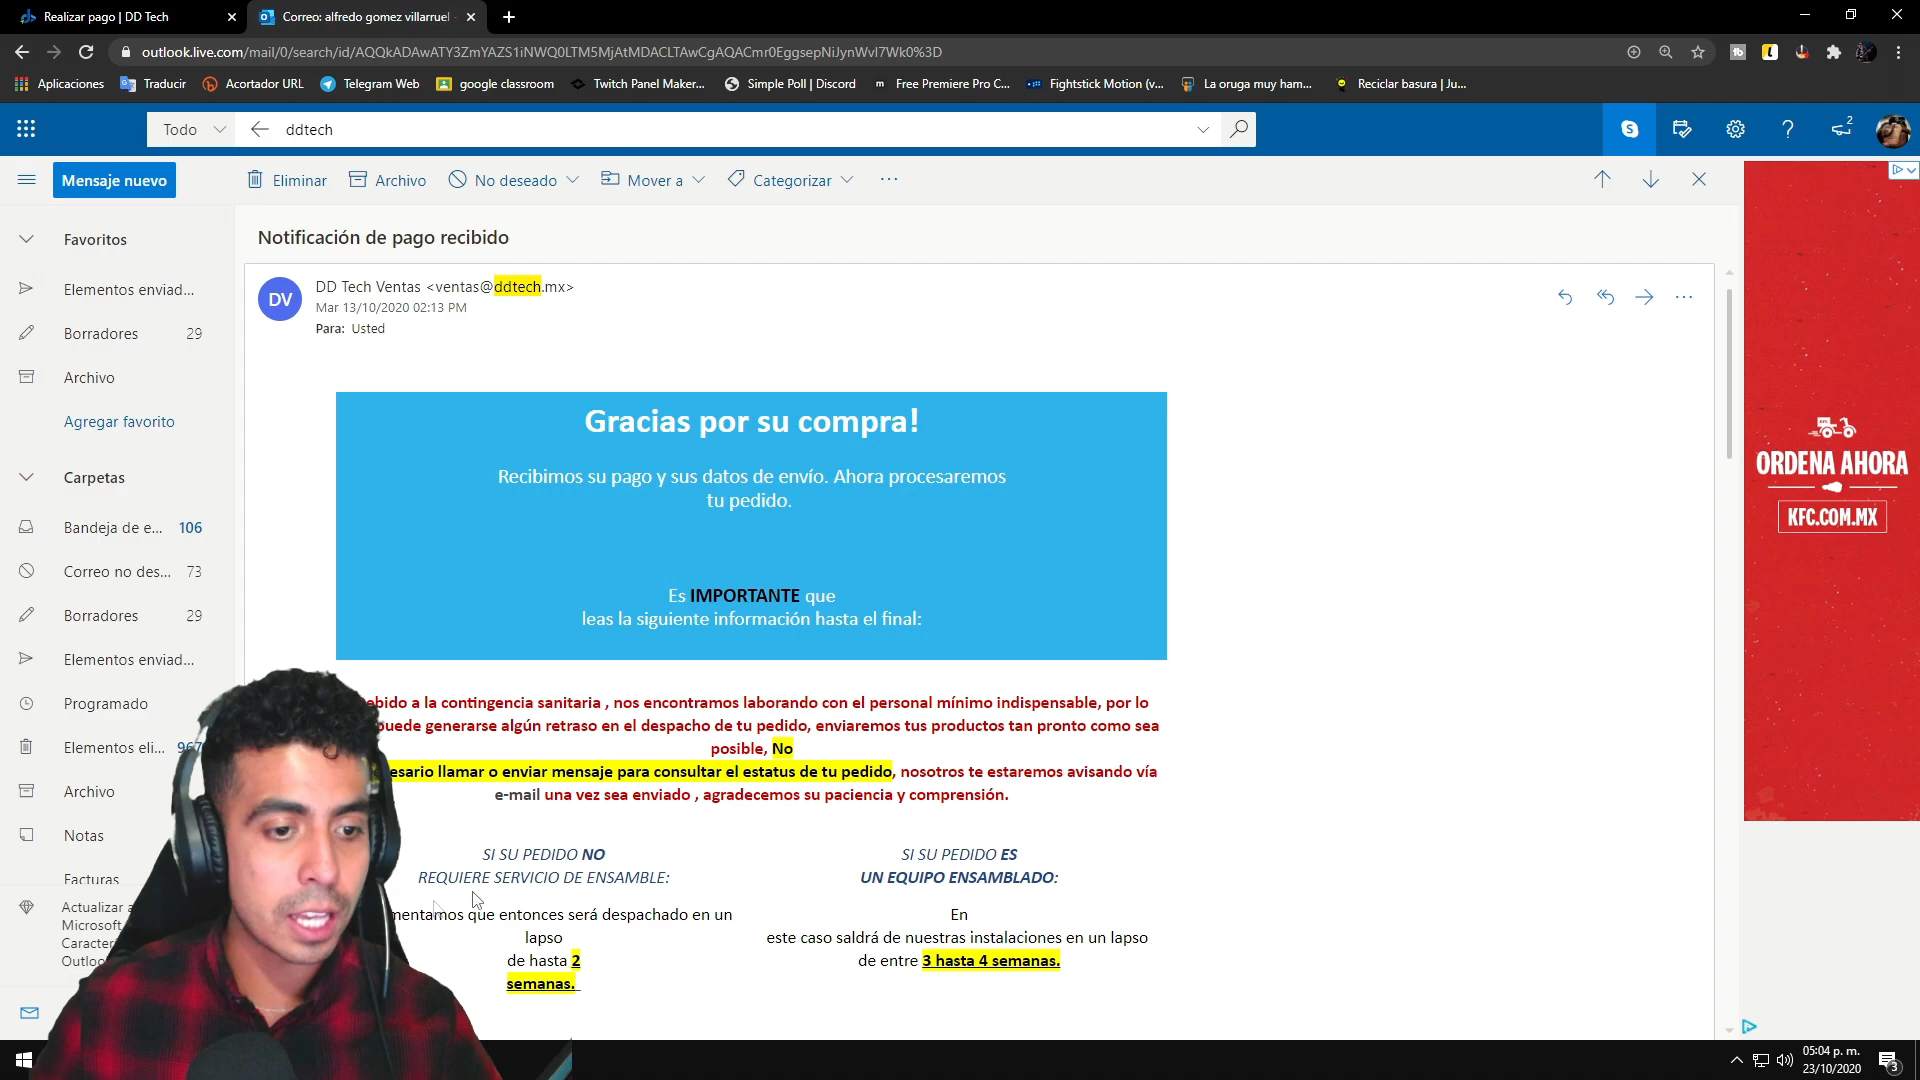 Realizar pago | DD Tech
Correo: alfredo gomez villarruel
outlook.live.com/mail/0/search/id/AQQkADAwATY3ZmYAZS1iNWQ0LTM5MjAtMDACLTAwCgAQACmr0EggsepNiJynWvl7Wk0%3D
Aplicaciones
Traducir
Acortador URL
Telegram Web
google classroom
Twitch Panel Maker...
Simple Poll | Discord
Free Premiere Pro C...
Fightstick Motion (v...
La oruga muy ham...
Reciclar basura | Ju...
Todo
ddtech
2
Mensaje nuevo
Eliminar
Archivo
No deseado
Mover a
Categorizar
Favoritos
Elementos enviad...
Borradores 29
Archivo
Agregar favorito
Carpetas
Bandeja de e... 106
Correo no des... 73
Borradores 29
Elementos enviad...
Programado
Elementos eli... 967
Archivo
Notas
Facturas
Actualizar a
Microsoft
Caracter
Outlo
Notificación de pago recibido
DV
DD Tech Ventas <ventas@ddtech.mx>
Mar 13/10/2020 02:13 PM
Para: Usted
Gracias por su compra!
Recibimos su pago y sus datos de envío. Ahora procesaremos
tu pedido.
Es IMPORTANTE que
leas la siguiente información hasta el final:
ebido a la contingencia sanitaria , nos encontramos laborando con el personal mínimo indispensable, por lo
puede generarse algún retraso en el despacho de tu pedido, enviaremos tus productos tan pronto como sea
posible, No
esario llamar o enviar mensaje para consultar el estatus de tu pedido, nosotros te estaremos avisando vía
e-mail una vez sea enviado , agradecemos su paciencia y comprensión.
SI SU PEDIDO NO
REQUIERE SERVICIO DE ENSAMBLE:
mentamos que entonces será despachado en un
lapso
de hasta 2
semanas.
SI SU PEDIDO ES
UN EQUIPO ENSAMBLADO:
En
este caso saldrá de nuestras instalaciones en un lapso
de entre 3 hasta 4 semanas.
ORDENA AHORA
KFC.COM.MX
05:04 p. m.
23/10/2020
3